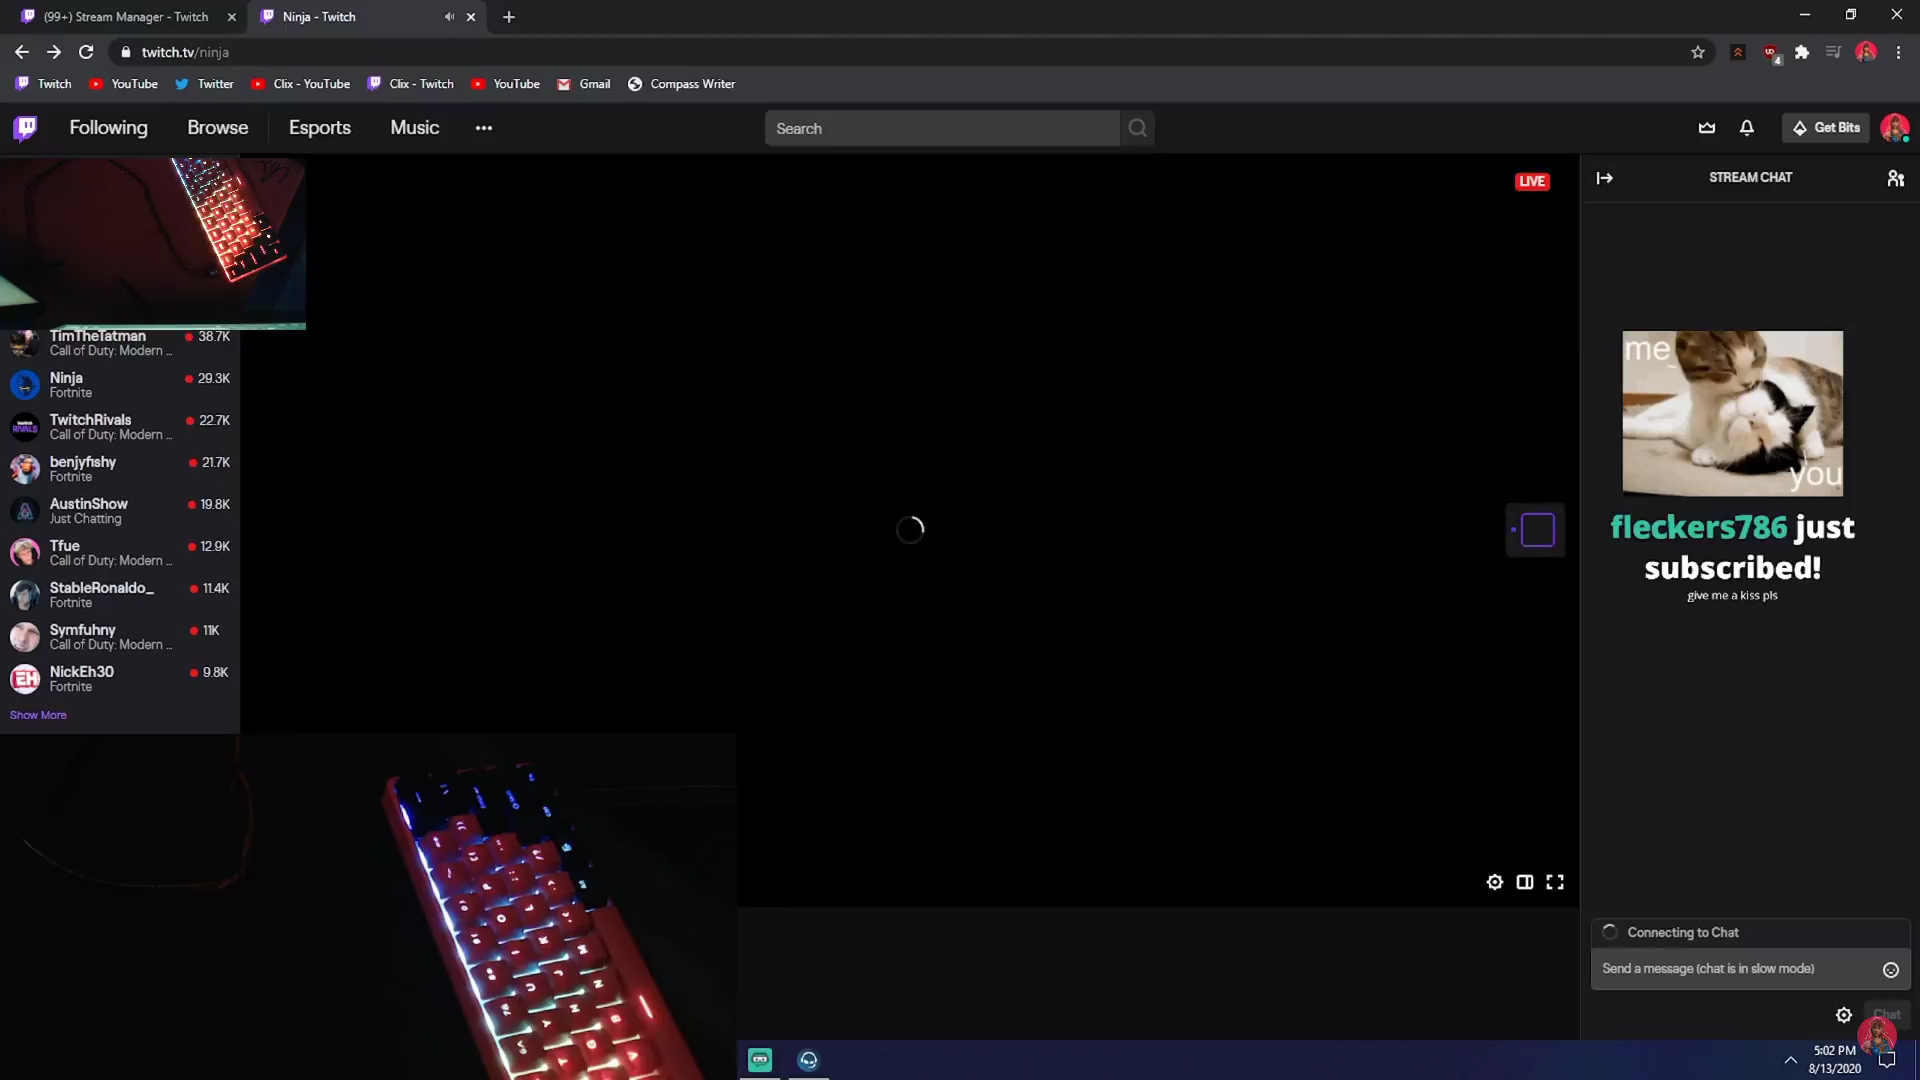 (99+) Stream Manager - Twitch
Ninja - Twitch
twitch.tv/ninja
4
Twitch
YouTube
Twitter
Clix - YouTube
Clix - Twitch
YouTube
Gmail
Compass Writer
Following
Browse
Esports
Music
Search
Get Bits
LIVE
STREAM CHAT
TimTheTatman
38.7K
Call of Duty: Modern ...
Ninja
29.3K
Fortnite
TwitchRivals
22.7K
Call of Duty: Modern ...
benjyfishy
21.7K
Fortnite
AustinShow
19.8K
Just Chatting
Tfue
12.9K
Call of Duty: Modern ...
StableRonaldo_
11.4K
Fortnite
Symfuhny
11K
Call of Duty: Modern ...
NickEh30
9.8K
Fortnite
Show More
me
you
fleckers786 just
subscribed!
give me a kiss pls
Connecting to Chat
Send a message (chat is in slow mode)
Chat
5:02 PM
8/13/2020